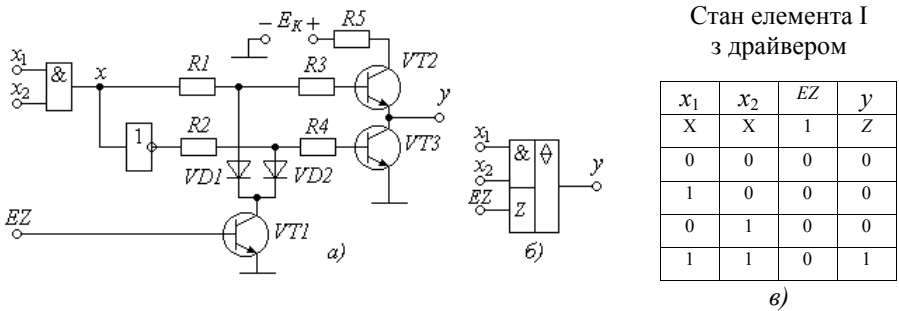 − Eк + R5
x1
x2
&
x
R1
R3
VT2
y
1
R2
R4
VT3
VD1
VD2
EZ
VT1
а)
x1
x2
EZ
&
Z
y
б)
Стан елемента I
з драйвером
x1 x2 EZ y
X X 1 Z
0 0 0 0
1 0 0 0
0 1 0 0
1 1 0 1
в)